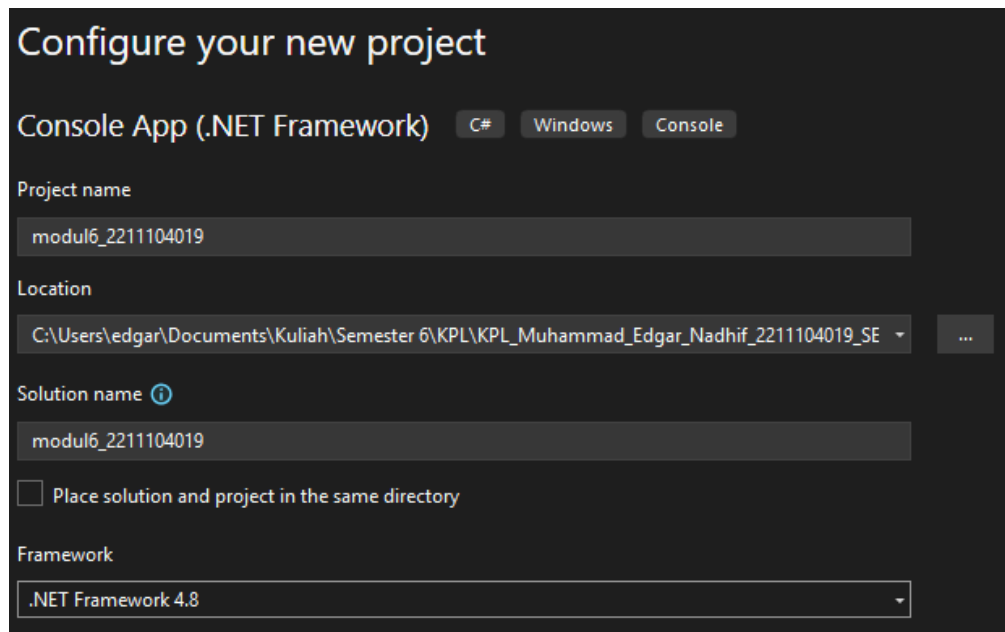 Configure your new project
Console App (.NET Framework) C# Windows Console
Project name
modul6_2211104019
Location
C:\Users\edgar\Documents\Kuliah\Semester 6\KPL\KPL_Muhammad_Edgar_Nadhif_2211104019_SE
...
Solution name
modul6_2211104019
Place solution and project in the same directory
Framework
.NET Framework 4.8